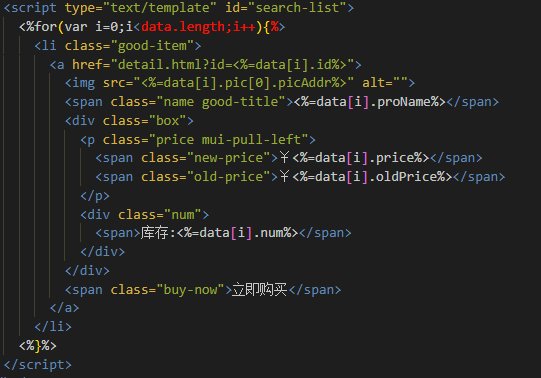 <script type="text/template" id="search-list">
<%for(var i=0;i<data.length;i++){%>
<li class="good-item">
<a href="detail.html?id=<%=data[i].id%>">
<img src="<%=data[i].pic[0].picAddr%>" alt="">
<span class="name good-title"><%=data[i].proName%></span>
<div class="box">
<p class="price mui-pull-left">
<span class="new-price">¥<%=data[i].price%></span>
<span class="old-price">¥<%=data[i].oldPrice%></span>
</p>
<div class="num">
<span>库存:<%=data[i].num%></span>
</div>
</div>
<span class="buy-now">立即购买</span>
</a>
</li>
<%}%>
</script>